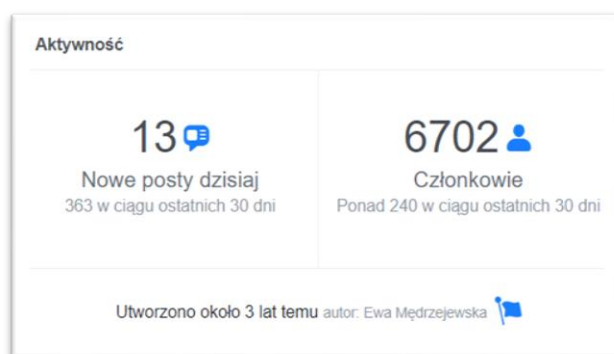 Aktywność
13
Nowe posty dzisiaj
363 w ciągu ostatnich 30 dni
6702
Członkowie
Ponad 240 w ciągu ostatnich 30 dni
Utworzono około 3 lat temu autor: Ewa Mędrzejewska